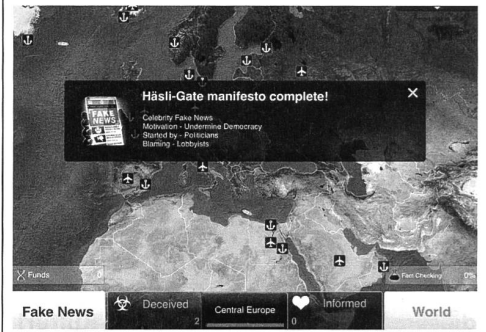 Häsli-Gate manifesto complete!
FAKE
NEWS
Celebrity Fake News
Motivation - Undermine Democracy
Started by - Politicians
Blaming - Lobbyists
Funds 0
Fact Checking 0%
Fake News
Deceived
2
Central Europe
Informed
0
World